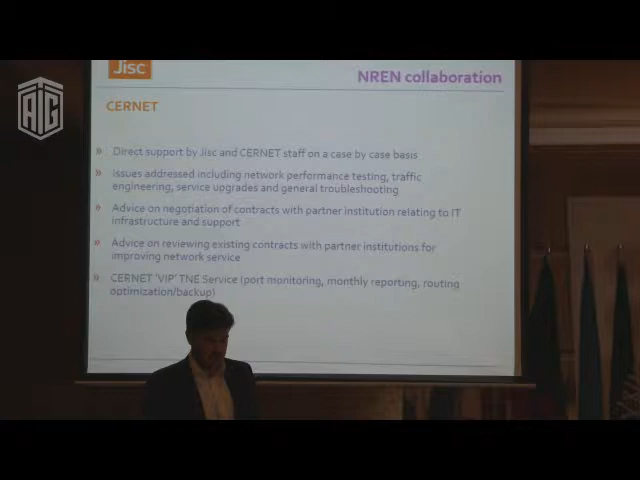 Jisc
NREN collaboration
AIG
CERNET
» Direct support by Jisc and CERNET staff on a case by case basis
» Issues addressed including network performance testing, traffic
engineering, service upgrades and general troubleshooting
» Advice on negotiation of contracts with partner institution relating to IT
infrastructure and support
» Advice on reviewing existing contracts with partner institutions for
improving network service
» CERNET 'VIP' TNE Service (port monitoring, monthly reporting, routing
optimization/backup)